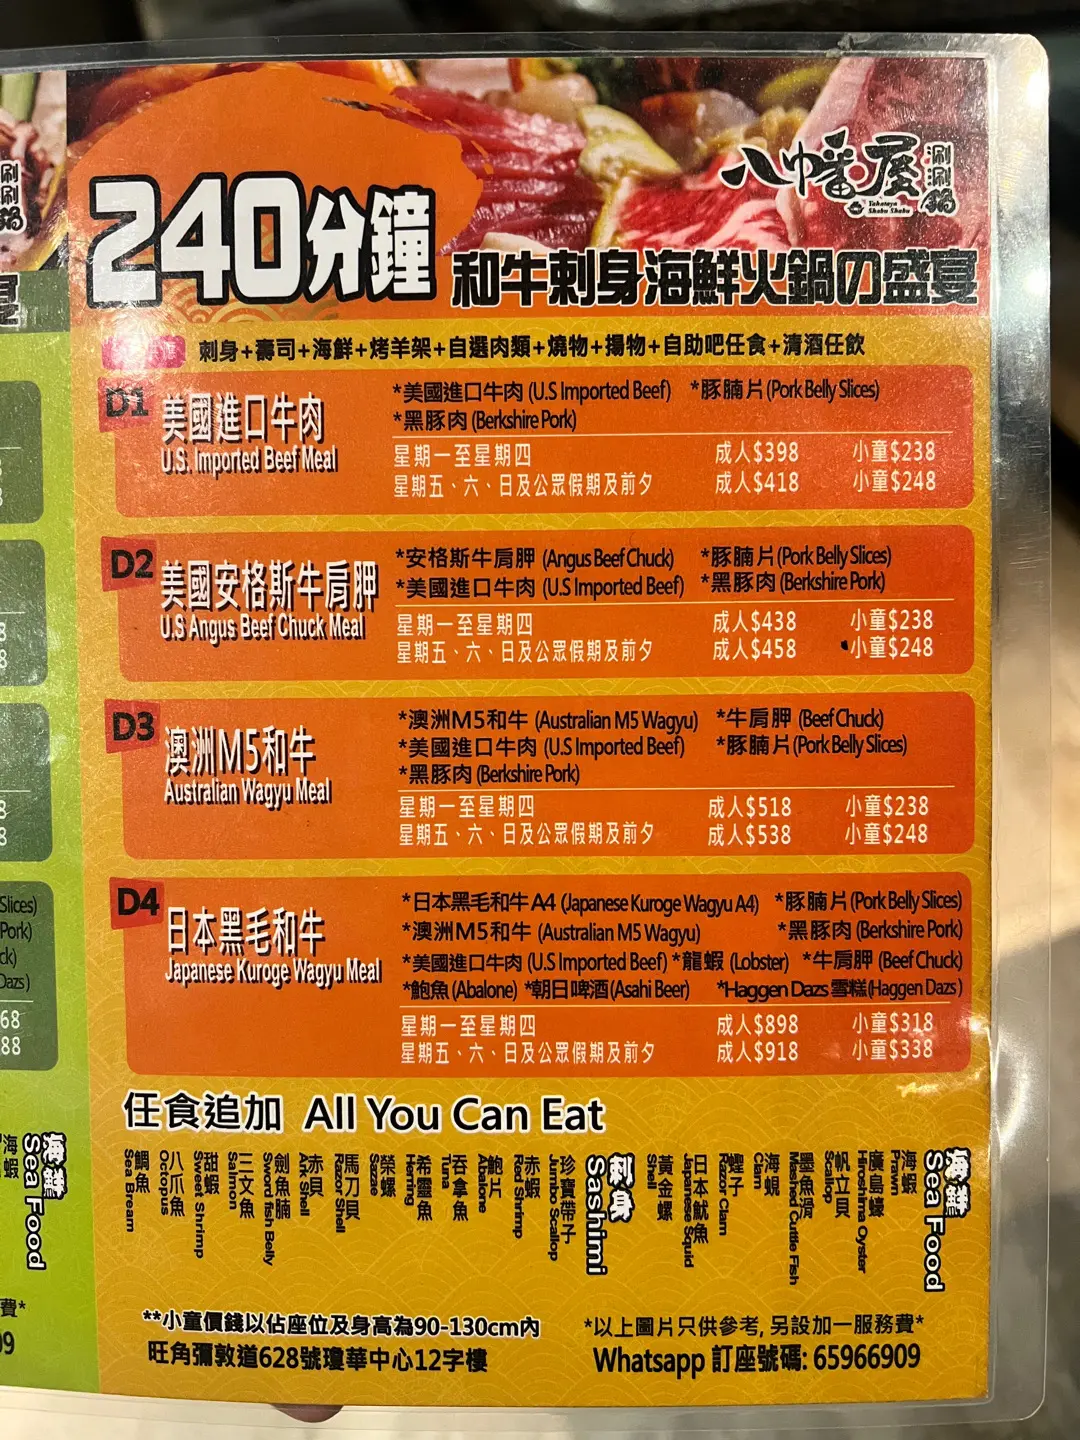 240分鐘
八幡屋 涮涮鍋
Yahataya
Shabu Shabu
和牛刺身海鮮火鍋の盛宴
刺身+壽司+海鮮+烤羊架+自選肉類+燒物+揚物+自助吧任食+清酒任飲
D1
美國進口牛肉
U.S. Imported Beef Meal
*美國進口牛肉 (U.S Imported Beef) *豚腩片 (Pork Belly Slices)
*黑豚肉 (Berkshire Pork)
星期一至星期四 成人$398 小童$238
星期五、六、日及公眾假期及前夕 成人$418 小童$248
D2
美國安格斯牛肩胛
U.S Angus Beef Chuck Meal
*安格斯牛肩胛 (Angus Beef Chuck) *豚腩片 (Pork Belly Slices)
*美國進口牛肉 (U.S Imported Beef) *黑豚肉 (Berkshire Pork)
星期一至星期四 成人$438 小童$238
星期五、六、日及公眾假期及前夕 成人$458 小童$248
D3
澳洲M5和牛
Australian Wagyu Meal
*澳洲M5和牛 (Australian M5 Wagyu) *牛肩胛 (Beef Chuck)
*美國進口牛肉 (U.S Imported Beef) *豚腩片 (Pork Belly Slices)
*黑豚肉 (Berkshire Pork)
星期一至星期四 成人$518 小童$238
星期五、六、日及公眾假期及前夕 成人$538 小童$248
D4
日本黑毛和牛
Japanese Kuroge Wagyu Meal
*日本黑毛和牛A4 (Japanese Kuroge Wagyu A4) *豚腩片 (Pork Belly Slices)
*澳洲M5和牛 (Australian M5 Wagyu) *黑豚肉 (Berkshire Pork)
*美國進口牛肉 (U.S Imported Beef) *龍蝦 (Lobster) *牛肩胛 (Beef Chuck)
*鮑魚 (Abalone) *朝日啤酒 (Asahi Beer) *Haggen Dazs 雪糕 (Haggen Dazs)
星期一至星期四 成人$898 小童$318
星期五、六、日及公眾假期及前夕 成人$918 小童$338
任食追加 All You Can Eat
海鮮
Sea Food
海蝦
Prawn
廣島蠔
Hiroshima Oyster
帆立貝
Scallop
墨魚滑
Mashed Cuttle Fish
海蜆
Clam
蟶子
Razor Clam
日本魷魚
Japanese Squid
黃金螺
Shell
刺身
Sashimi
珍寶帶子
Jumbo Scallop
赤蝦
Red Shrimp
鮑片
Abalone
吞拿魚
Tuna
希靈魚
Herring
榮螺
Sazae
馬刀貝
Razor Shell
赤貝
Ark Shell
劍魚腩
Sword fish Belly
三文魚
Salmon
甜蝦
Sweet Shrimp
八爪魚
Octopus
鯛魚
Sea Bream
**小童價錢以佔座位及身高為90-130cm內
*以上圖片只供參考, 另設加一服務費*
旺角彌敦道628號瓊華中心12字樓
Whatsapp 訂座號碼: 65966909
涮涮鍋
宴
Slices)
Pork)
ck)
Dazs)
68
88
海鮮
Sea Food
海蝦
費*
09